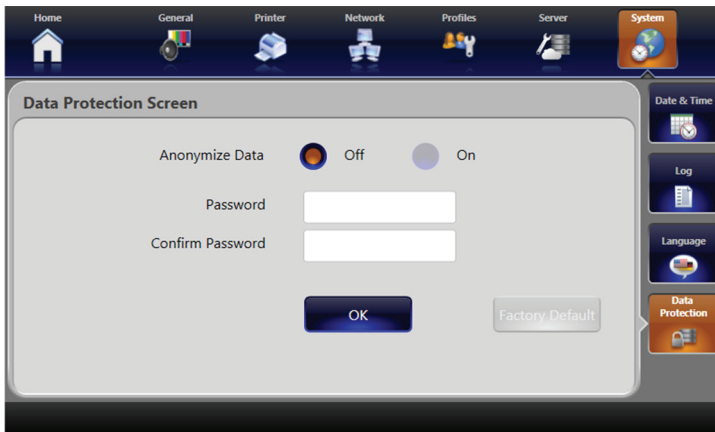 Home General Printer Network Profiles Server System
Data Protection Screen
Date & Time
Anonymize Data Off On
Log
Password
Confirm Password
Language
Data
Protection
OK Factory Default